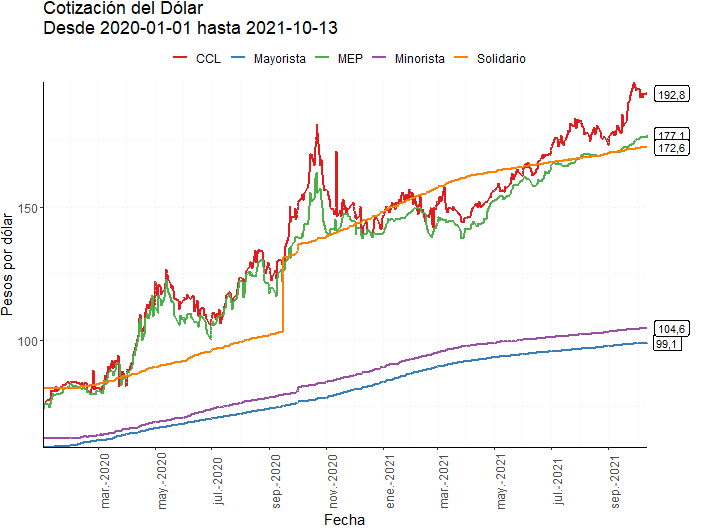 Cotización del Dólar
Desde 2020-01-01 hasta 2021-10-13
CCL Mayorista MEP Minorista Solidario
192,8
177,1
172,6
150
Pesos por dólar
100
104,6
99,1
mar.-2020
may.-2020
jul.-2020
sep.-2020
nov.-2020
ene.-2021
mar.-2021
may.-2021
jul.-2021
sep.-2021
Fecha